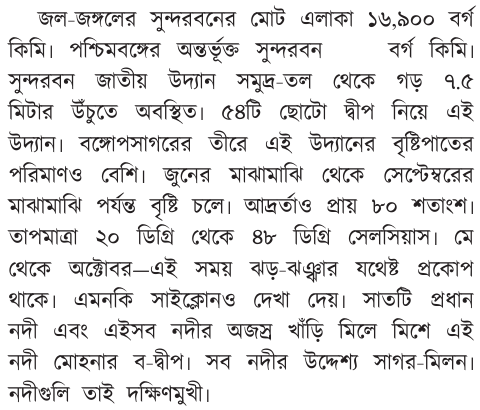 জল-জঙ্গলের সুন্দরবনের মোট এলাকা ১৬,৯০০ বর্গ
কিমি। পশ্চিমবঙ্গের অন্তর্ভূক্ত সুন্দরবন বর্গ কিমি।
সুন্দরবন জাতীয় উদ্যান সমুদ্র-তল থেকে গড় ৭.৫
মিটার উঁচুতে অবস্থিত। ৫৪টি ছোটো দ্বীপ নিয়ে এই
উদ্যান। বঙ্গোপসাগরের তীরে এই উদ্যানের বৃষ্টিপাতের
পরিমাণও বেশি। জুনের মাঝামাঝি থেকে সেপ্টেম্বরের
মাঝামাঝি পর্যন্ত বৃষ্টি চলে। আদ্রর্তাও প্রায় ৮০ শতাংশ।
তাপমাত্রা ২০ ডিগ্রি থেকে ৪৮ ডিগ্রি সেলসিয়াস। মে
থেকে অক্টোবর—এই সময় ঝড়-ঝঞ্ঝার যথেষ্ট প্রকোপ
থাকে। এমনকি সাইক্লোনও দেখা দেয়। সাতটি প্রধান
নদী এবং এইসব নদীর অজস্র খাঁড়ি মিলে মিশে এই
নদী মোহনার ব-দ্বীপ। সব নদীর উদ্দেশ্য সাগর-মিলন।
নদীগুলি তাই দক্ষিণমুখী।